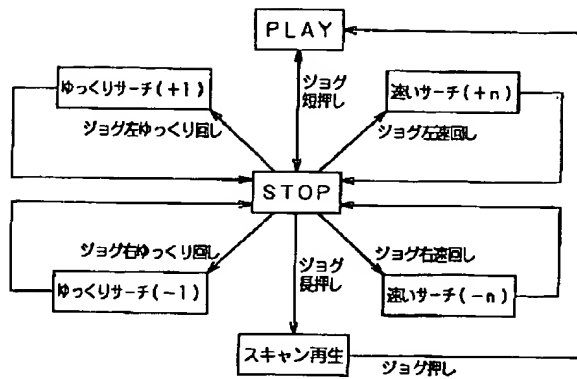 PLAY
ジョグ
短押し
ゆっくりサーチ(+1)
速いサーチ(+n)
ジョグ左ゆっくり回し
ジョグ左速回し
STOP
ジョグ右ゆっくり回し
ジョグ
長押し
ジョグ右速回し
ゆっくりサーチ(-1)
速いサーチ(-n)
スキャン再生
ジョグ押し